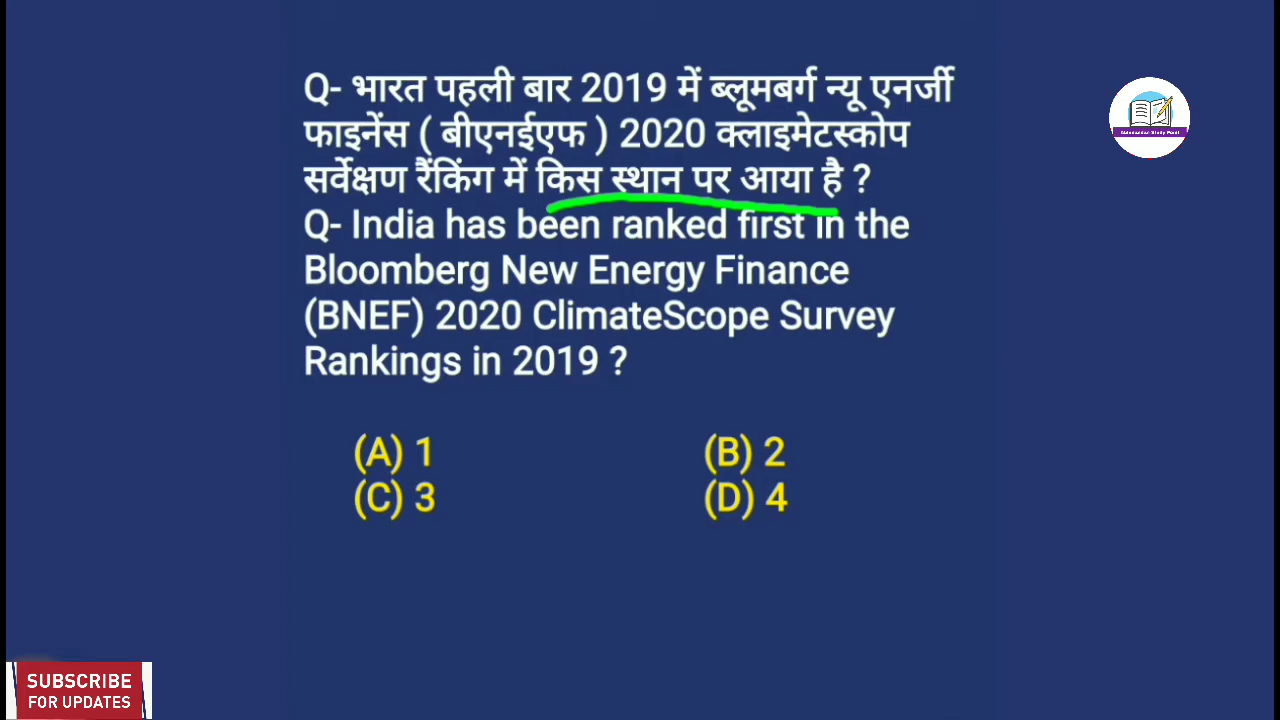 Q- भारत पहली बार 2019 में ब्लूमबर्ग न्यू एनर्जी
फाइनेंस ( बीएनईएफ ) 2020 क्लाइमेटस्कोप
सर्वेक्षण रैंकिंग में किस स्थान पर आया है ?
Q- India has been ranked first in the
Bloomberg New Energy Finance
(BNEF) 2020 ClimateScope Survey
Rankings in 2019 ?
(A) 1 (B) 2
(C) 3 (D) 4
SUBSCRIBE
FOR UPDATES